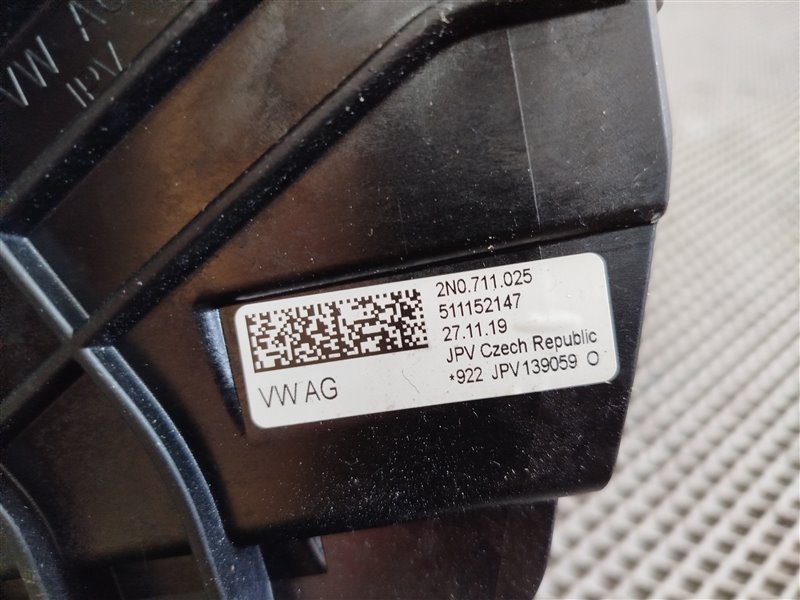 2N0.711.025
511152147
27.11.19
JPV Czech Republic
*922 JPV139059 O
VW AG